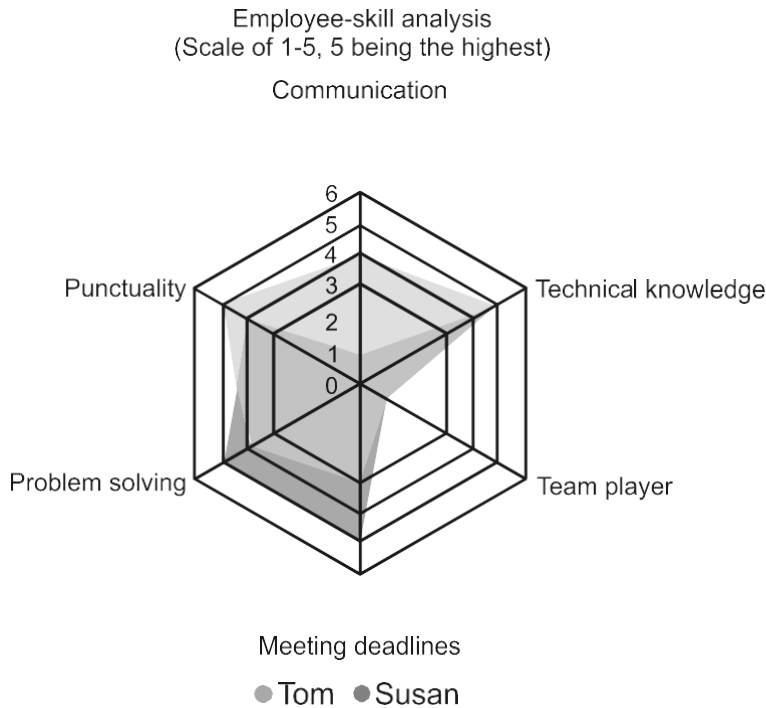 Employee-skill analysis
(Scale of 1-5, 5 being the highest)
Communication
6
5
4
3
2
1
0
Punctuality
Technical knowledge
Problem solving
Team player
Meeting deadlines
Tom Susan